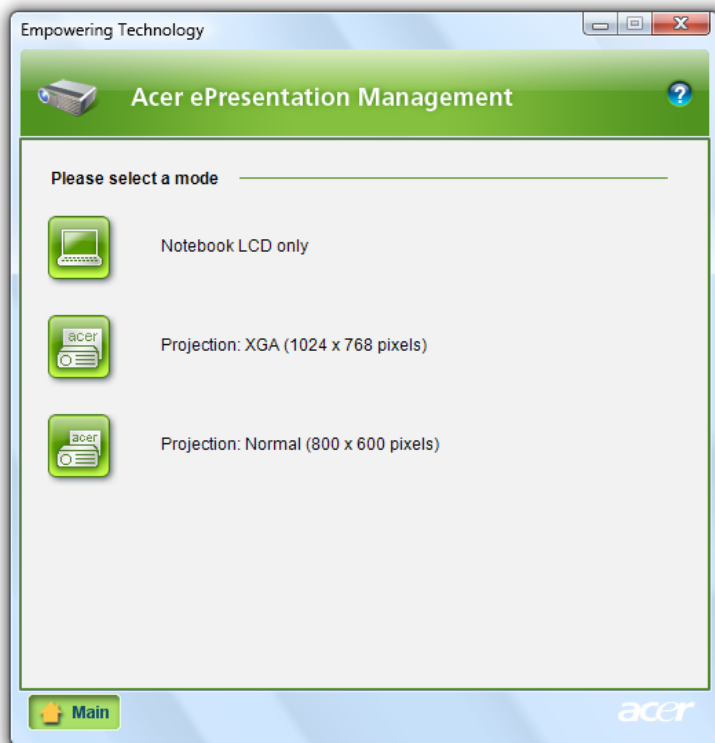 Empowering Technology
Acer ePresentation Management
?
Please select a mode
Notebook LCD only
acer
Projection: XGA (1024 x 768 pixels)
acer
Projection: Normal (800 x 600 pixels)
Main
acer